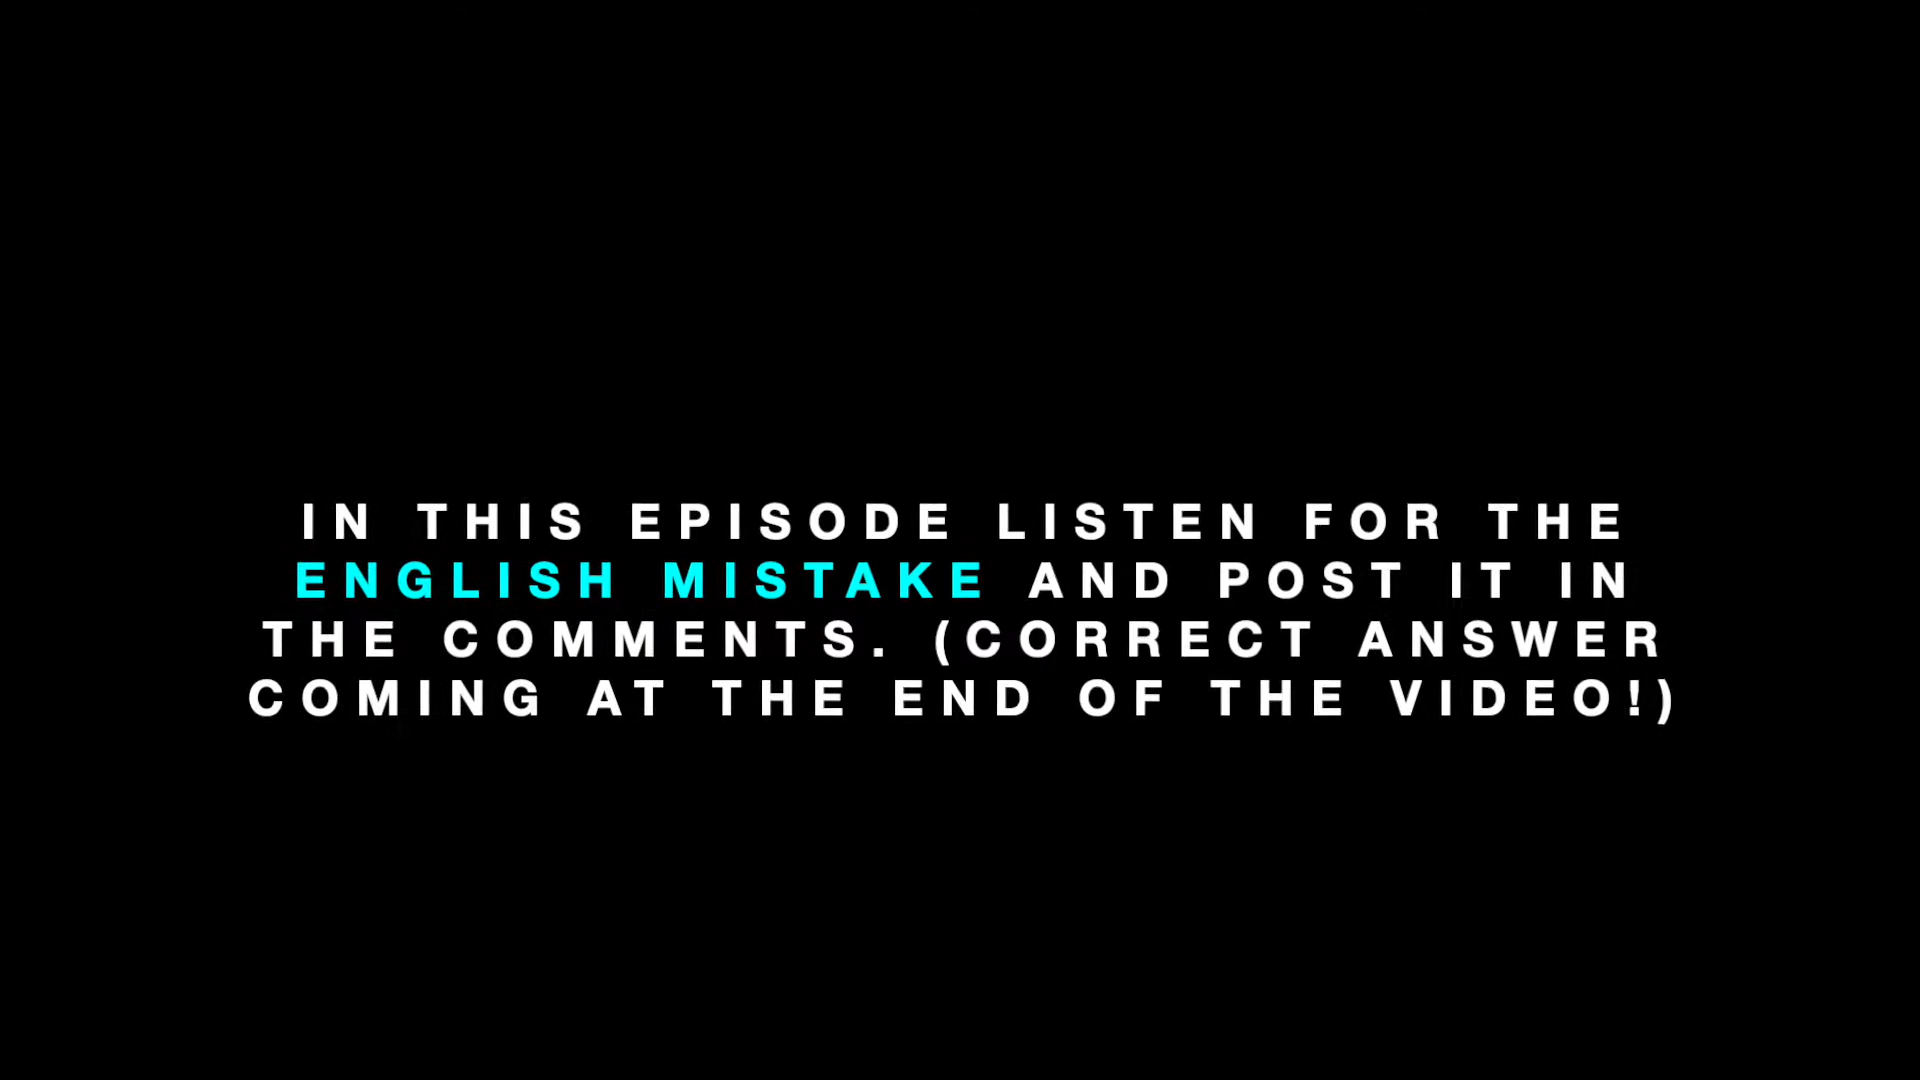 IN THIS EPISODE LISTEN FOR THE
ENGLISH MISTAKE AND POST IT IN
THE COMMENTS. (CORRECT ANSWER
COMING AT THE END OF THE VIDEO!)